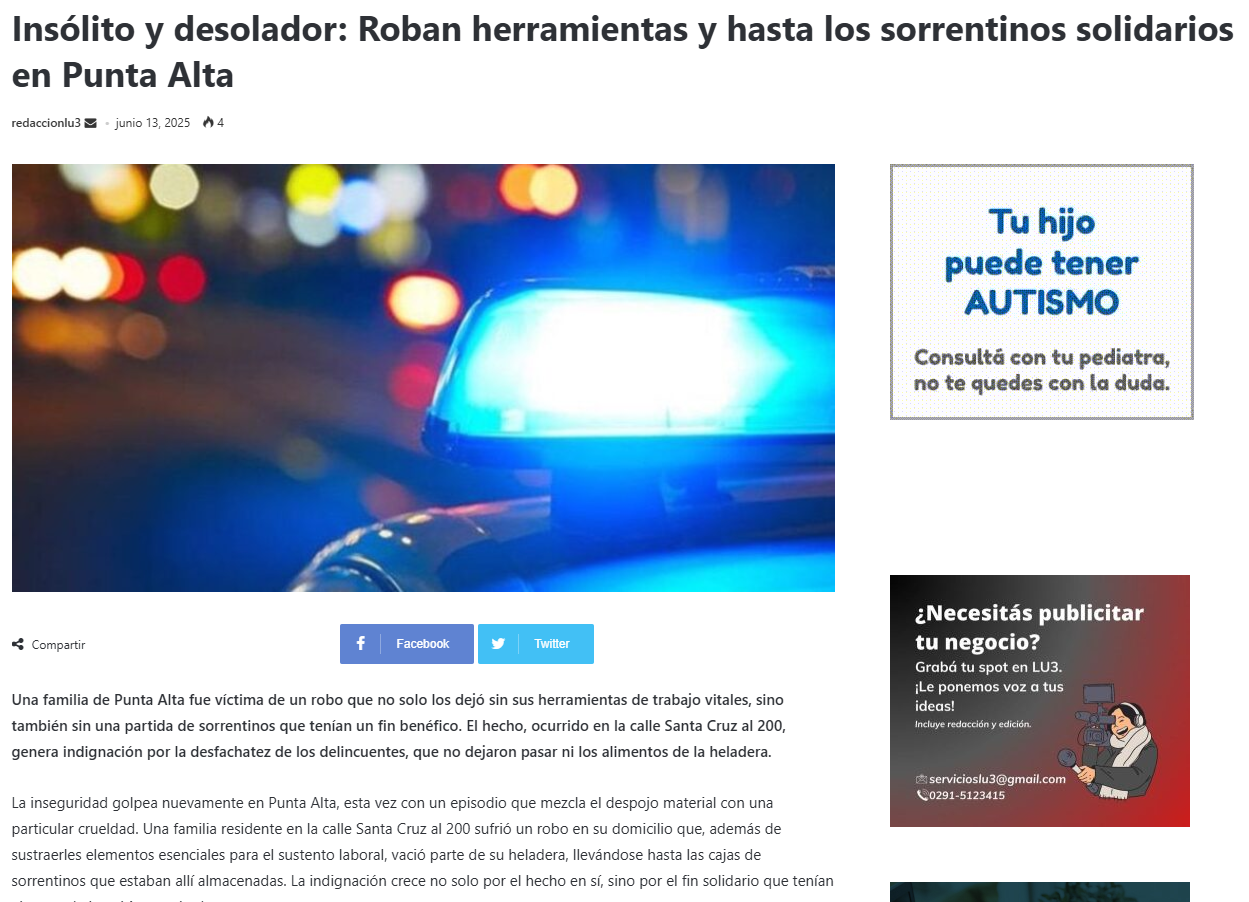 Insólito y desolador: Roban herramientas y hasta los sorrentinos solidarios
en Punta Alta
redaccionlu3 junio 13, 2025 4
Tu hijo
puede tener
AUTISMO
Consultá con tu pediatra,
no te quedes con la duda.
¿Necesitás publicitar
tu negocio?
Grabá tu spot en LU3.
¡Le ponemos voz a tus
ideas!
Incluye redacción y edición.
servicioslu3@gmail.com
0291-5123415
Compartir
Facebook
Twitter
Una familia de Punta Alta fue víctima de un robo que no solo los dejó sin sus herramientas de trabajo vitales, sino
también sin una partida de sorrentinos que tenían un fin benéfico. El hecho, ocurrido en la calle Santa Cruz al 200,
genera indignación por la desfachatez de los delincuentes, que no dejaron pasar ni los alimentos de la heladera.
La inseguridad golpea nuevamente en Punta Alta, esta vez con un episodio que mezcla el despojo material con una
particular crueldad. Una familia residente en la calle Santa Cruz al 200 sufrió un robo en su domicilio que, además de
sustraerles elementos esenciales para el sustento laboral, vació parte de su heladera, llevándose hasta las cajas de
sorrentinos que estaban allí almacenadas. La indignación crece no solo por el hecho en sí, sino por el fin solidario que tenían